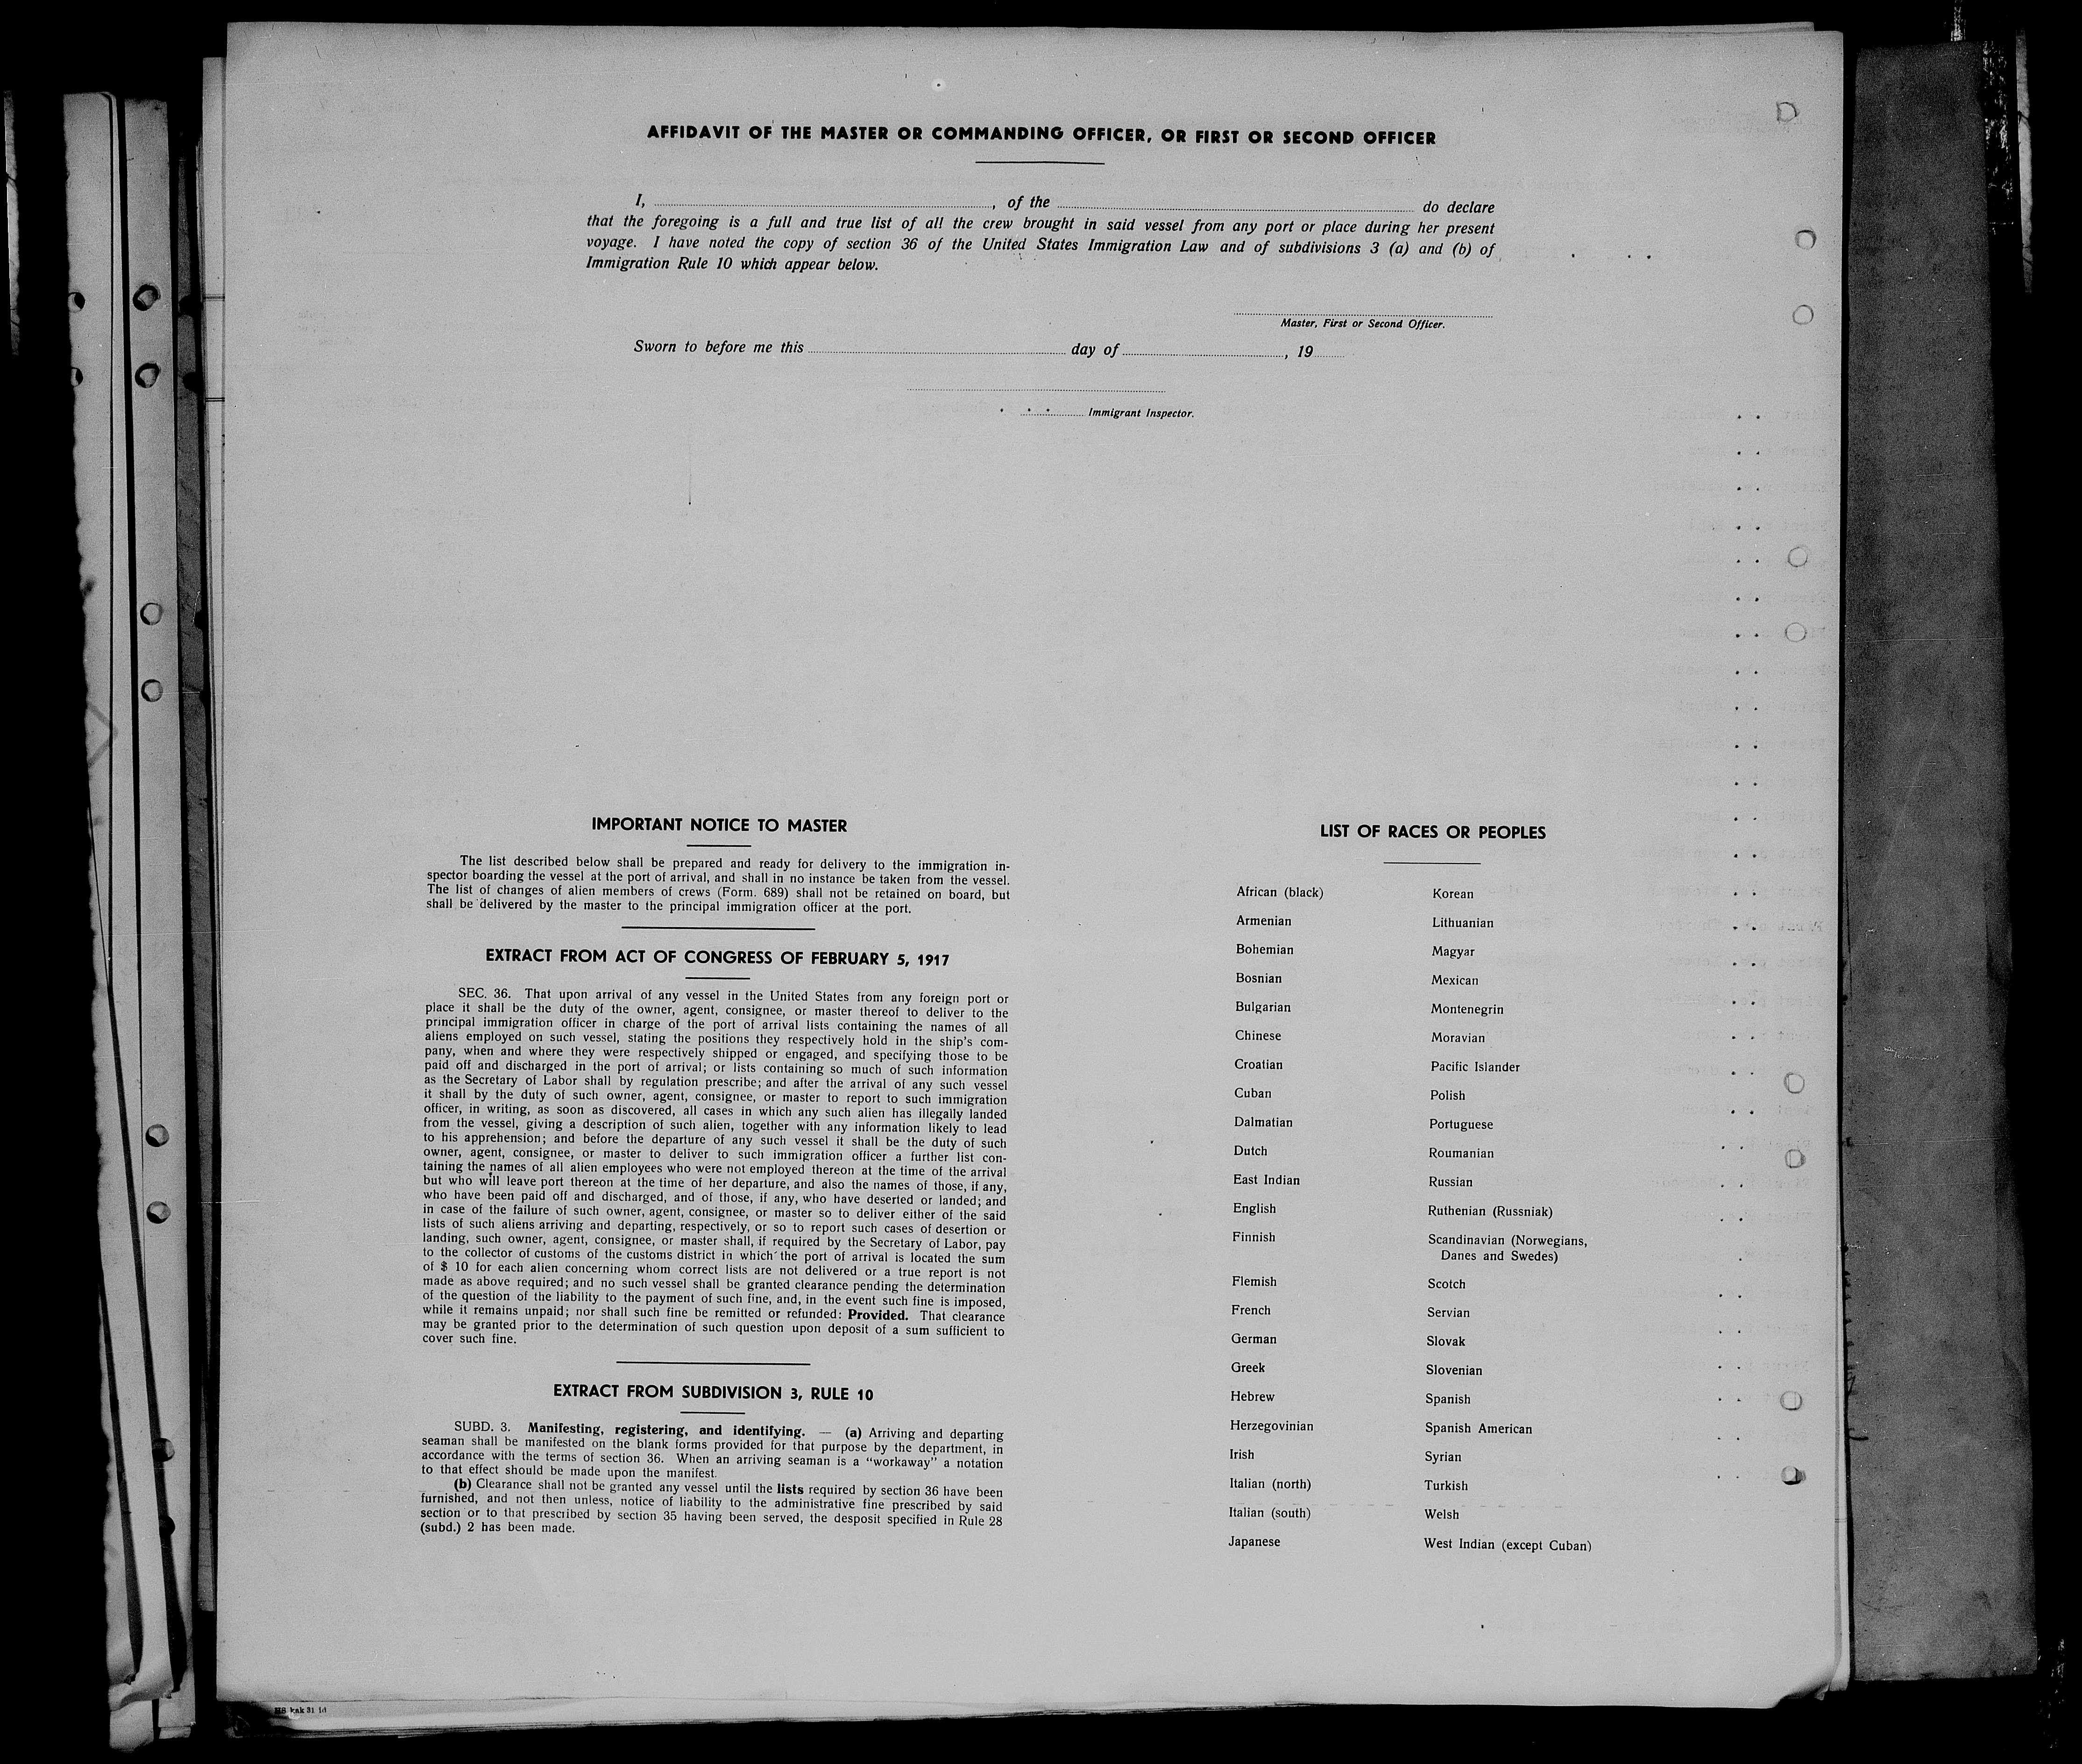 AFFIDAVIT OF THE MASTER OR COMMANDING OFFICER, OR FIRST OR SECOND OFFICER
I, ............, of the ............ do declare
that the foregoing is a full and true list of all the crew brought in said vessel from any port or place during her present
voyage. I have noted the copy of section 36 of the United States Immigration Law and of subdivisions 3 (a) and (b) of
Immigration Rule 10 which appear below.
Master, First or Second Officer.
Sworn to before me this ............ day of ............, 19......
............ Immigrant Inspector.
IMPORTANT NOTICE TO MASTER
The list described below shall be prepared and ready for delivery to the immigration in-
spector boarding the vessel at the port of arrival, and shall in no instance be taken from the vessel.
The list of changes of alien members of crews (Form. 689) shall not be retained on board, but
shall be delivered by the master to the principal immigration officer at the port.
EXTRACT FROM ACT OF CONGRESS OF FEBRUARY 5, 1917
SEC. 36. That upon arrival of any vessel in the United States from any foreign port or
place it shall be the duty of the owner, agent, consignee, or master thereof to deliver to the
principal immigration officer in charge of the port of arrival lists containing the names of all
aliens employed on such vessel, stating the positions they respectively hold in the ship's com-
pany, when and where they were respectively shipped or engaged, and specifying those to be
paid off and discharged in the port of arrival; or lists containing so much of such information
as the Secretary of Labor shall by regulation prescribe; and after the arrival of any such vessel
it shall by the duty of such owner, agent, consignee, or master to report to such immigration
officer, in writing, as soon as discovered, all cases in which any such alien has illegally landed
from the vessel, giving a description of such alien, together with any information likely to lead
to his apprehension; and before the departure of any such vessel it shall be the duty of such
owner, agent, consignee, or master to deliver to such immigration officer a further list con-
taining the names of all alien employees who were not employed thereon at the time of the arrival
but who will leave port thereon at the time of her departure, and also the names of those, if any,
who have been paid off and discharged, and of those, if any, who have deserted or landed; and
in case of the failure of such owner, agent, consignee, or master so to deliver either of the said
lists of such aliens arriving and departing, respectively, or so to report such cases of desertion or
landing, such owner, agent, consignee, or master shall, if required by the Secretary of Labor, pay
to the collector of customs of the customs district in which the port of arrival is located the sum
of $ 10 for each alien concerning whom correct lists are not delivered or a true report is not
made as above required; and no such vessel shall be granted clearance pending the determination
of the question of the liability to the payment of such fine, and, in the event such fine is imposed,
while it remains unpaid; nor shall such fine be remitted or refunded: Provided. That clearance
may be granted prior to the determination of such question upon deposit of a sum sufficient to
cover such fine.
EXTRACT FROM SUBDIVISION 3, RULE 10
SUBD. 3. Manifesting, registering, and identifying. — (a) Arriving and departing
seaman shall be manifested on the blank forms provided for that purpose by the department, in
accordance with the terms of section 36. When an arriving seaman is a “workaway” a notation
to that effect should be made upon the manifest.
(b) Clearance shall not be granted any vessel until the lists required by section 36 have been
furnished, and not then unless, notice of liability to the administrative fine prescribed by said
section or to that prescribed by section 35 having been served, the desposit specified in Rule 28
(subd.) 2 has been made.
LIST OF RACES OR PEOPLES
African (black)
Armenian
Bohemian
Bosnian
Bulgarian
Chinese
Croatian
Cuban
Dalmatian
Dutch
East Indian
English
Finnish
Flemish
French
German
Greek
Hebrew
Herzegovinian
Irish
Italian (north)
Italian (south)
Japanese
Korean
Lithuanian
Magyar
Mexican
Montenegrin
Moravian
Pacific Islander
Polish
Portuguese
Roumanian
Russian
Ruthenian (Russniak)
Scandinavian (Norwegians,
Danes and Swedes)
Scotch
Servian
Slovak
Slovenian
Spanish
Spanish American
Syrian
Turkish
Welsh
West Indian (except Cuban)